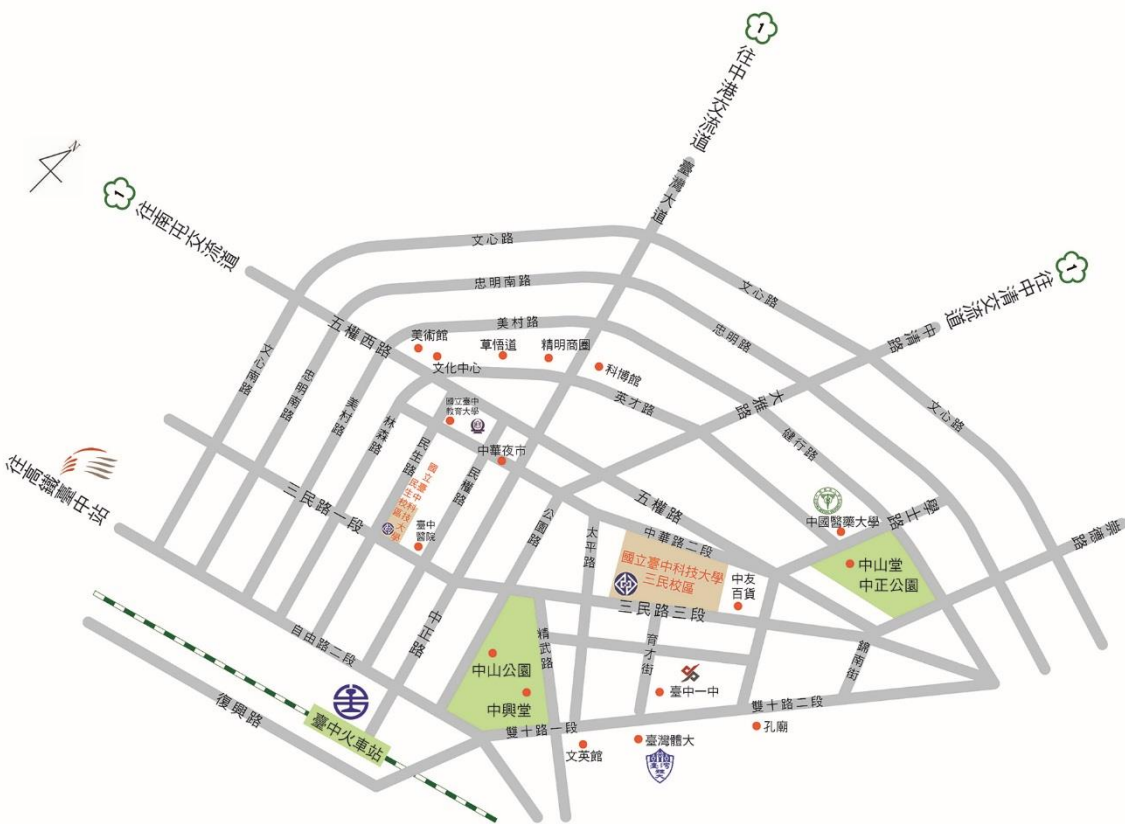 1
往中港交流道
臺灣大道
N
1
往南屯交流道
文心路
1
往中清交流道
中清路
文心路
忠明南路
忠明路
五權西路
美術館
美村路
草悟道
精明商圈
文化中心
科博館
大雅路
英才路
文心路
文心南路
忠明南路
美村路
林森路
國立臺中
教育大學
民生路
中華夜市
民權路
健行路
往高鐵臺中站
三民路一段
國立臺中科技大學
民生校區
臺中
醫院
公園路
五權路
學士路
中國醫藥大學
崇德路
太平路
中華路二段
國立臺中科技大學
三民校區
中友
百貨
中山堂
中正公園
三民路三段
自由路二段
中正路
精武路
育才街
錦南街
中山公園
中興堂
臺中一中
復興路
臺中火車站
雙十路一段
雙十路二段
文英館
臺灣體大
孔廟